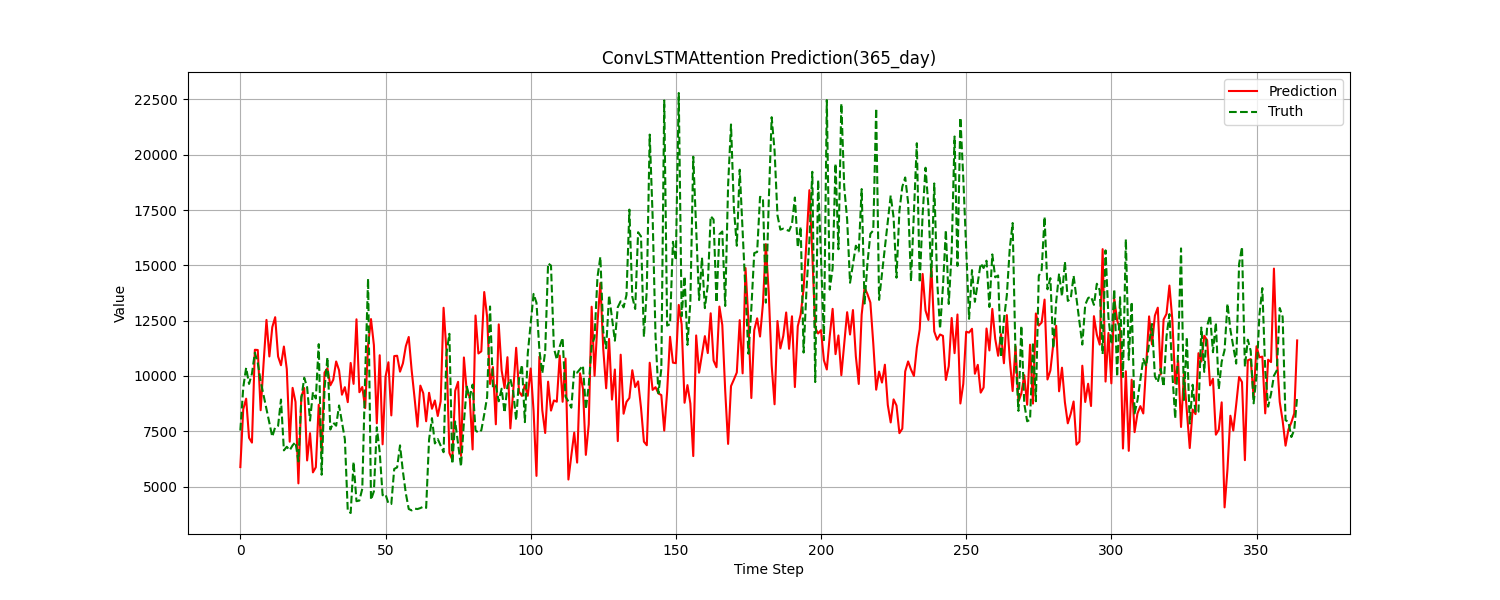 ConvLSTMAttention Prediction(365_day)
Prediction
Truth
22500
20000
17500
15000
12500
10000
7500
5000
Value
0 50 100 150 200 250 300 350
Time Step